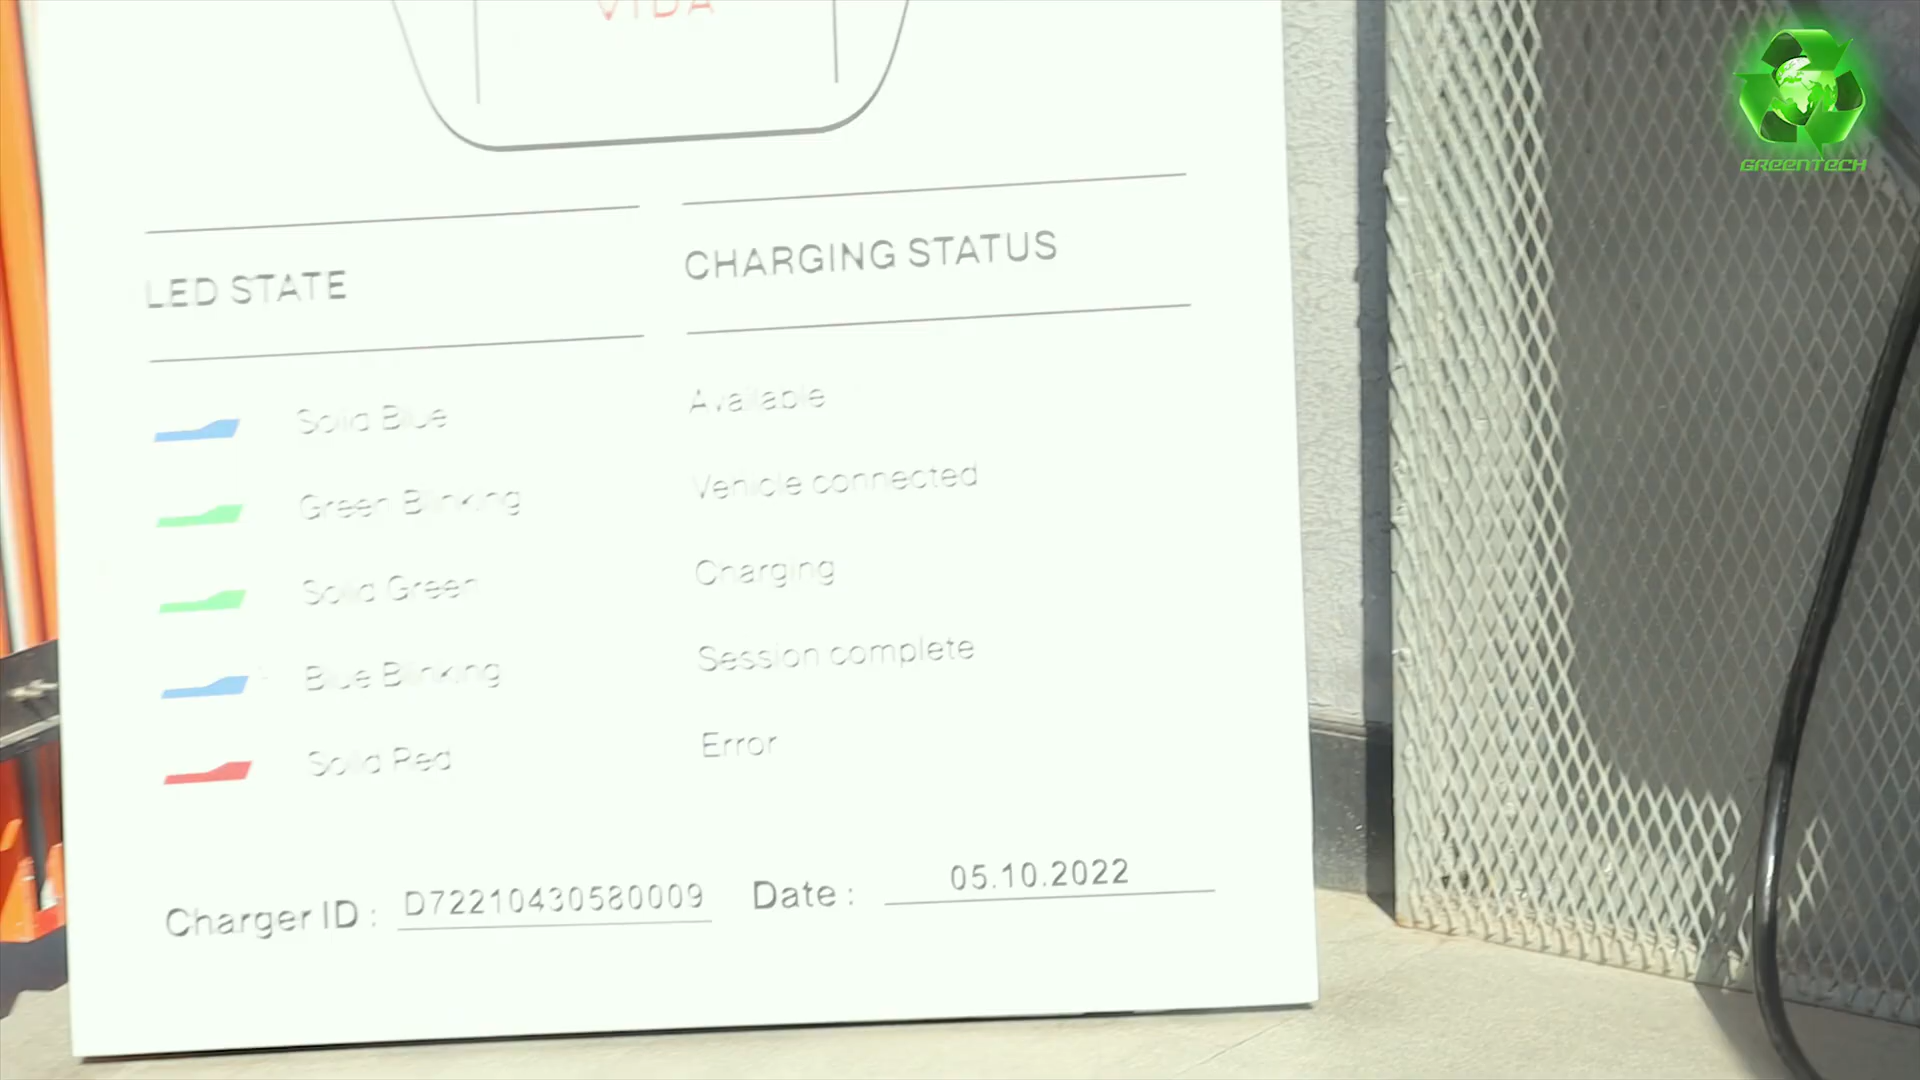 VIDA
GREENTECH
LED STATE CHARGING STATUS
Solid Blue Available
Green Blinking Vehicle connected
Solid Green Charging
Blue Blinking Session complete
Solid Red Error
Charger ID : D72210430580009 Date : 05.10.2022